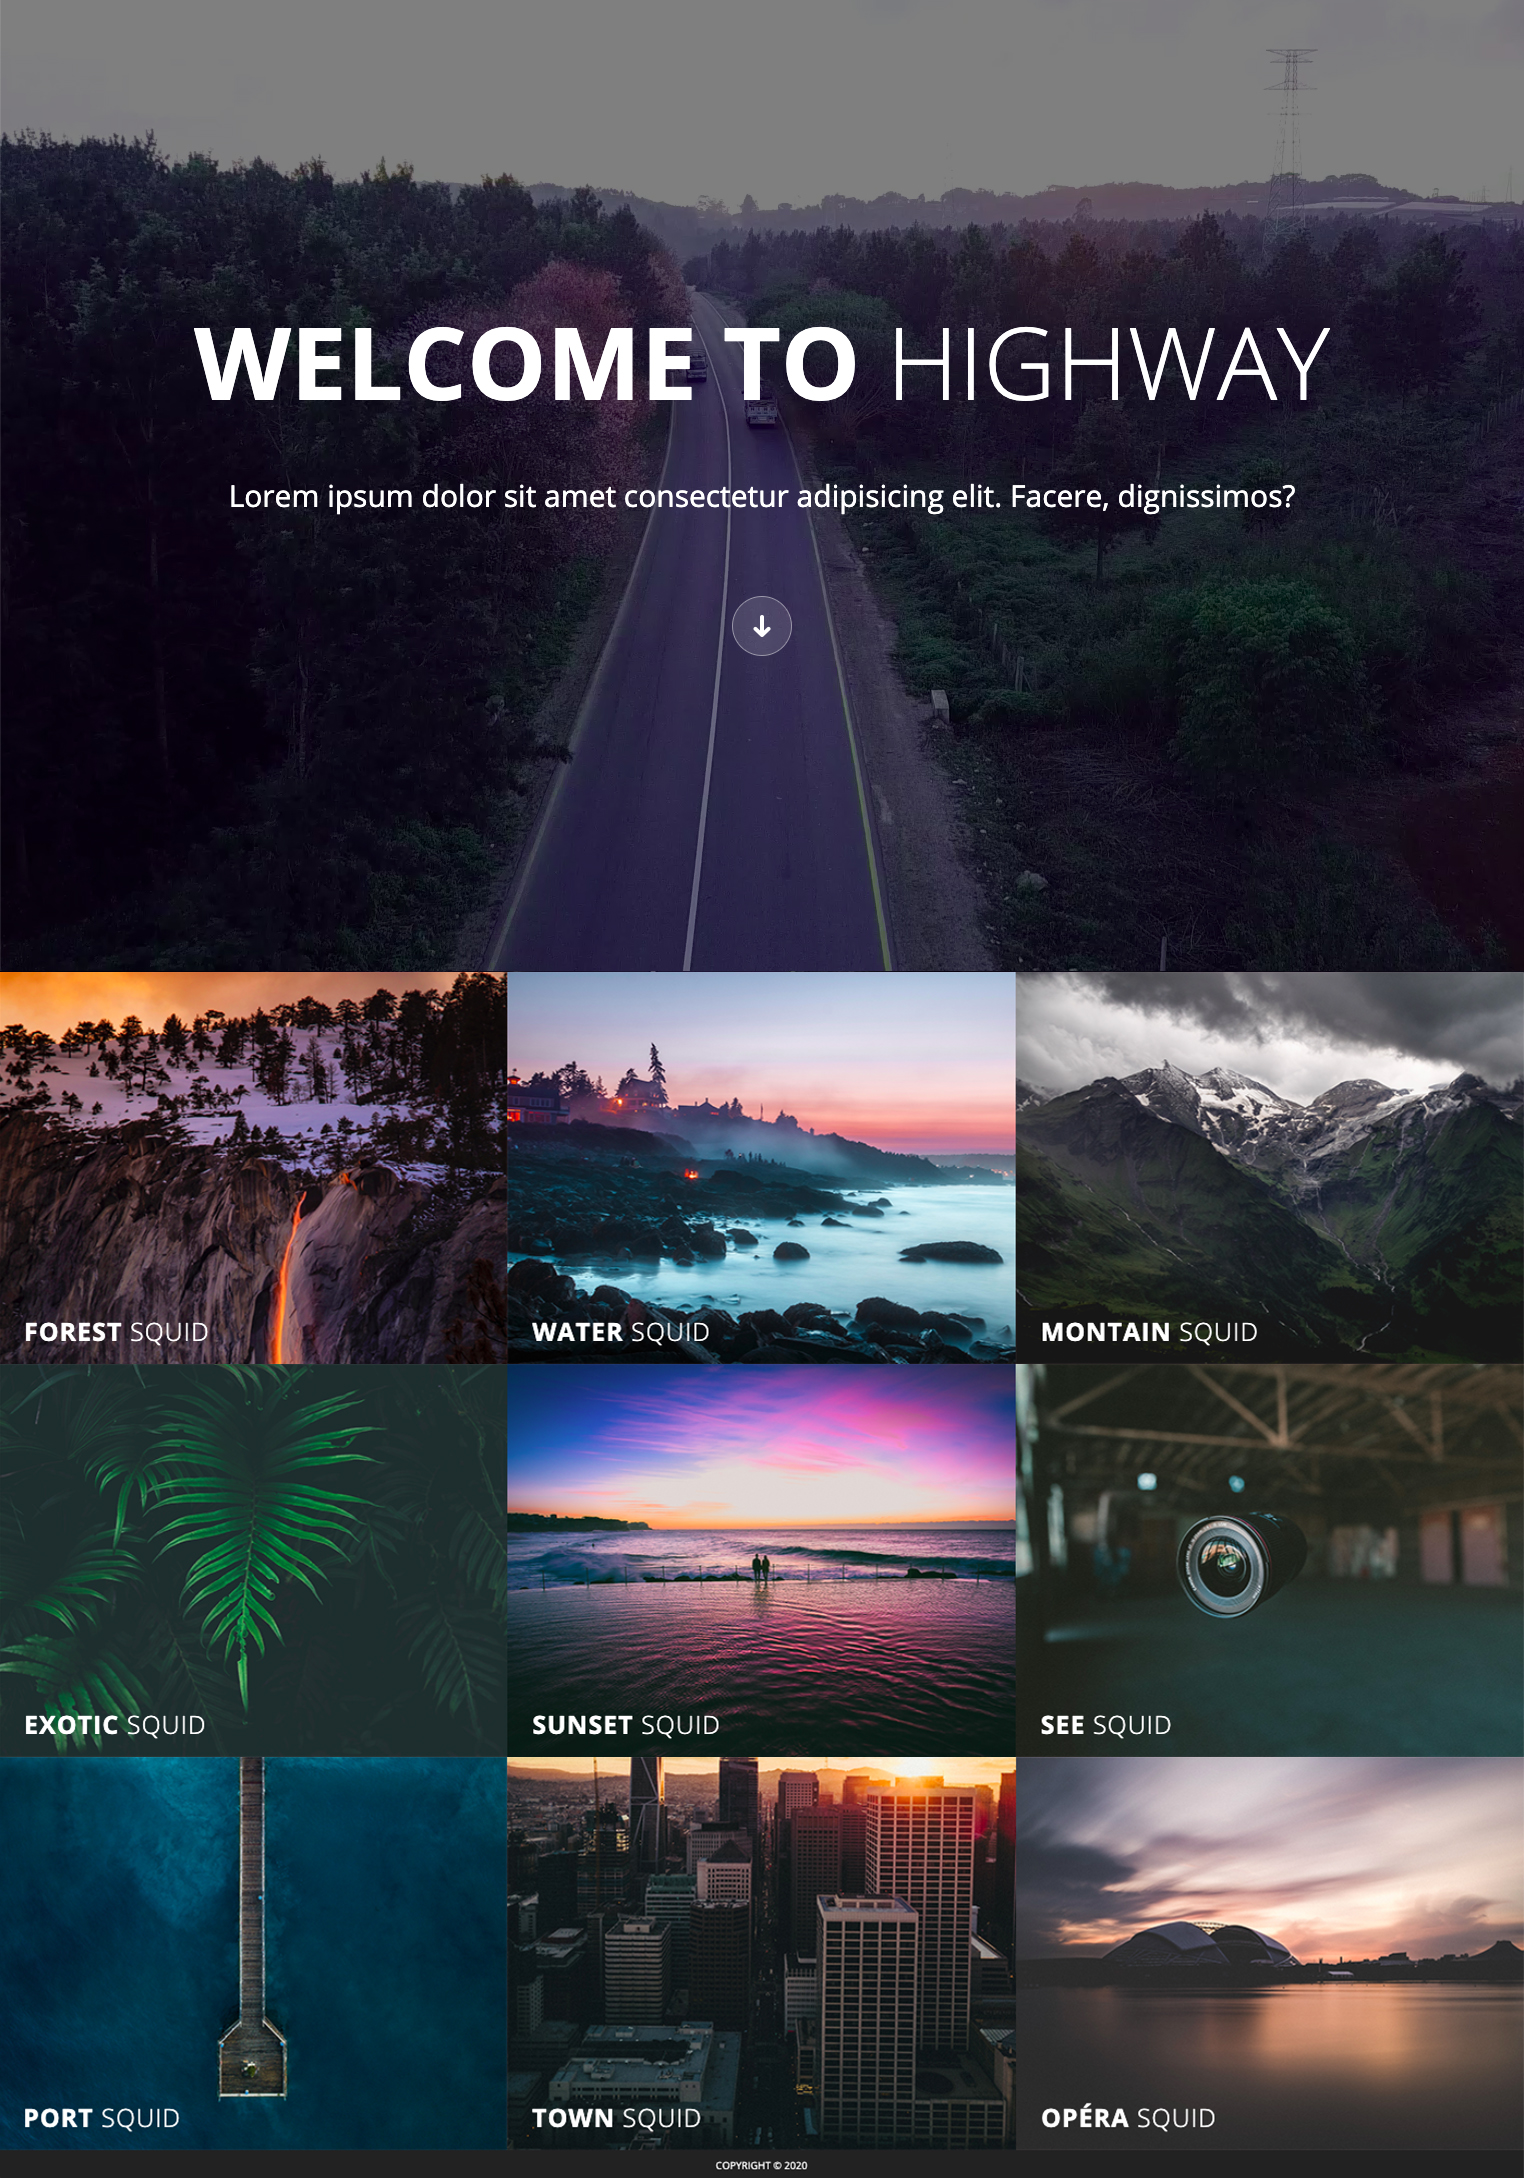 WELCOME TO HIGHWAY
Lorem ipsum dolor sit amet consectetur adipisicing elit. Facere, dignissimos?
FOREST SQUID
WATER SQUID
MONTAIN SQUID
EXOTIC SQUID
SUNSET SQUID
SEE SQUID
PORT SQUID
TOWN SQUID
OPÉRA SQUID
COPYRIGHT © 2020